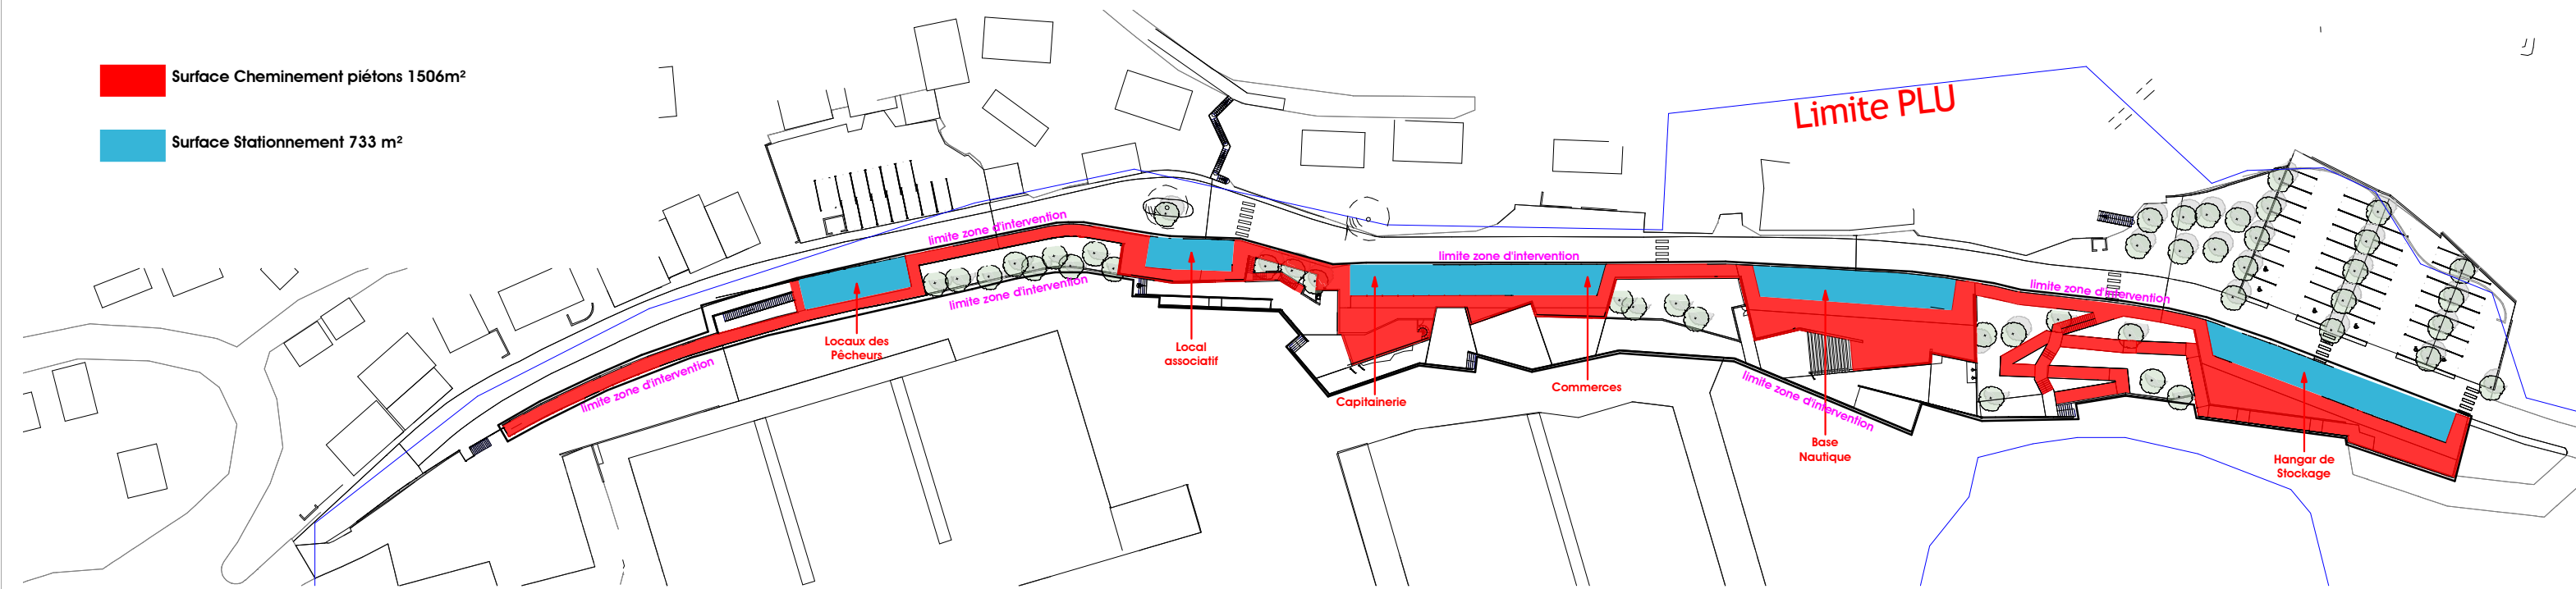 Surface Cheminement piétons 1506m²
Surface Stationnement 733 m²
Limite PLU
limite zone d'intervention
limite zone d'intervention
limite zone d'intervention
limite zone d'intervention
limite zone d'intervention
limite zone d'intervention
Locaux des
Pêcheurs
Local
associatif
Capitainerie
Commerces
Base
Nautique
Hangar de
Stockage